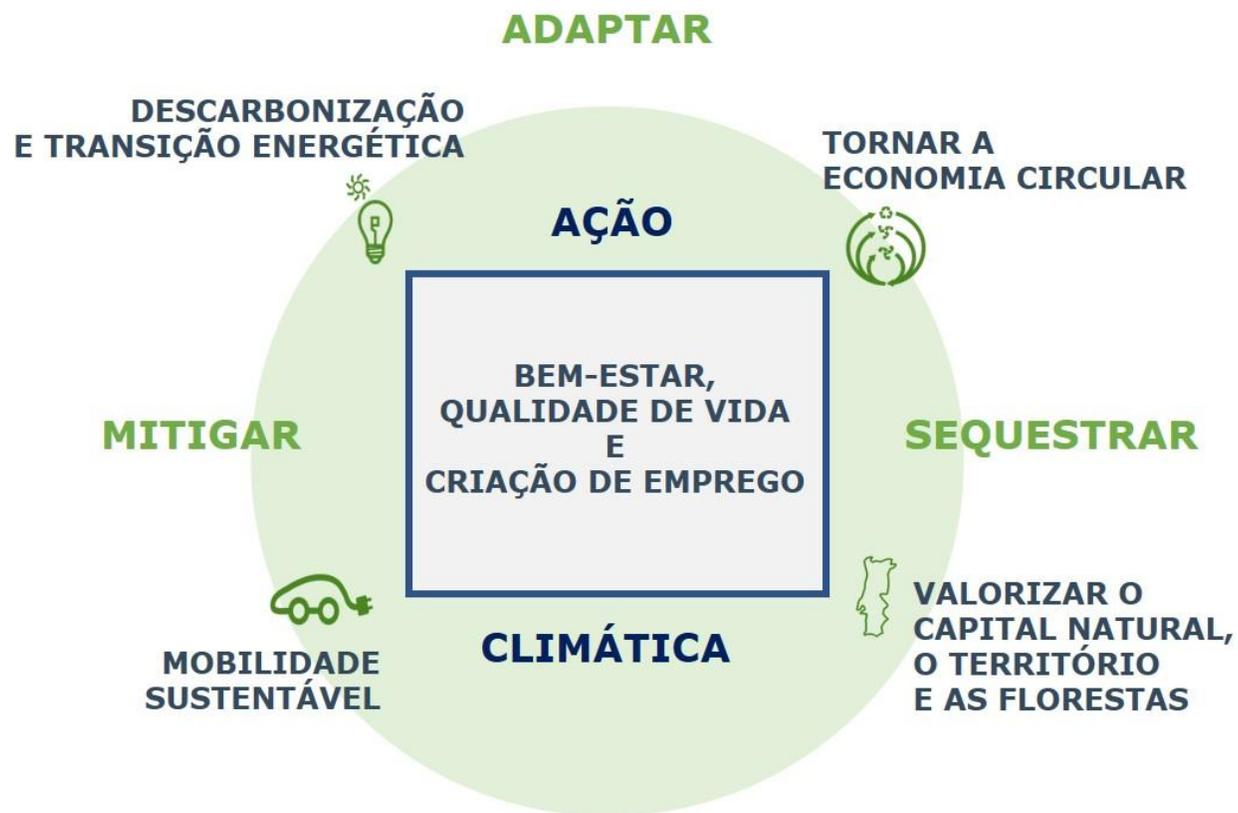 ADAPTAR
DESCARBONIZAÇÃO
E TRANSIÇÃO ENERGÉTICA
TORNAR A
ECONOMIA CIRCULAR
AÇÃO
BEM-ESTAR,
QUALIDADE DE VIDA
E
CRIAÇÃO DE EMPREGO
MITIGAR
SEQUESTRAR
MOBILIDADE
SUSTENTÁVEL
CLIMÁTICA
VALORIZAR O
CAPITAL NATURAL,
O TERRITÓRIO
E AS FLORESTAS